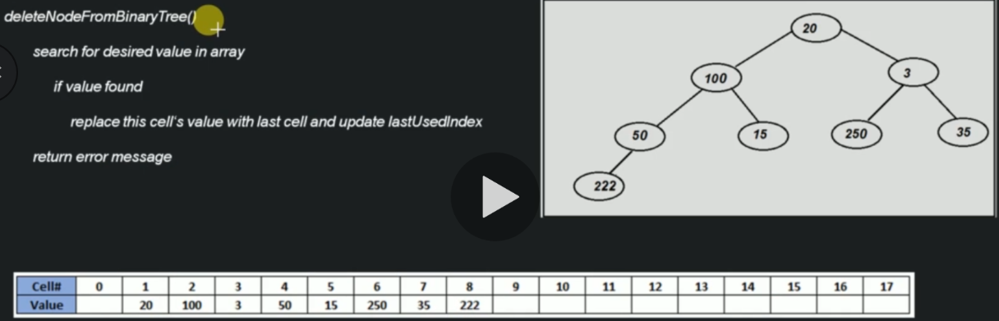 deleteNodeFromBinaryTree()
search for desired value in array
if value found
replace this cell's value with last cell and update lastUsedIndex
return error message
20
100
3
50
15
250
35
222
Cell# 0 1 2 3 4 5 6 7 8 9 10 11 12 13 14 15 16 17
Value 20 100 3 50 15 250 35 222